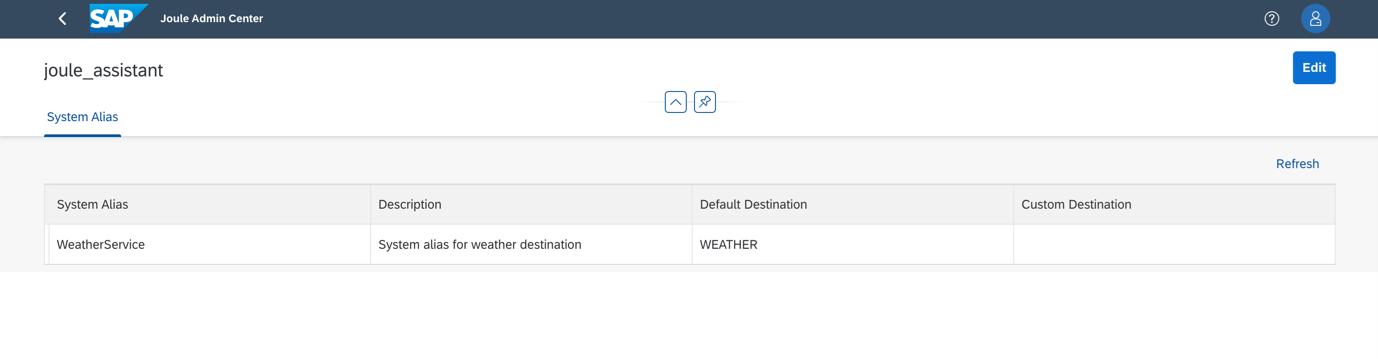 SAP Joule Admin Center
joule_assistant
Edit
System Alias
Refresh
System Alias Description Default Destination Custom Destination
WeatherService System alias for weather destination WEATHER